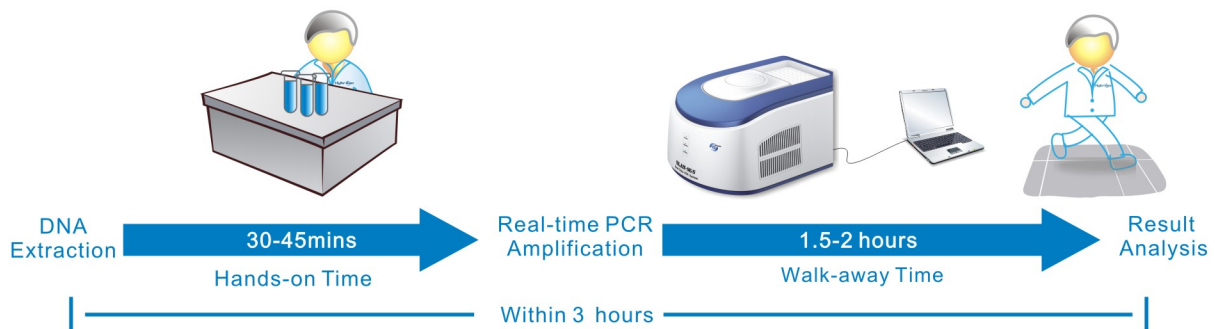 DNA
Extraction
30-45mins
Hands-on Time
Real-time PCR
Amplification
1.5-2 hours
Walk-away Time
Result
Analysis
Within 3 hours